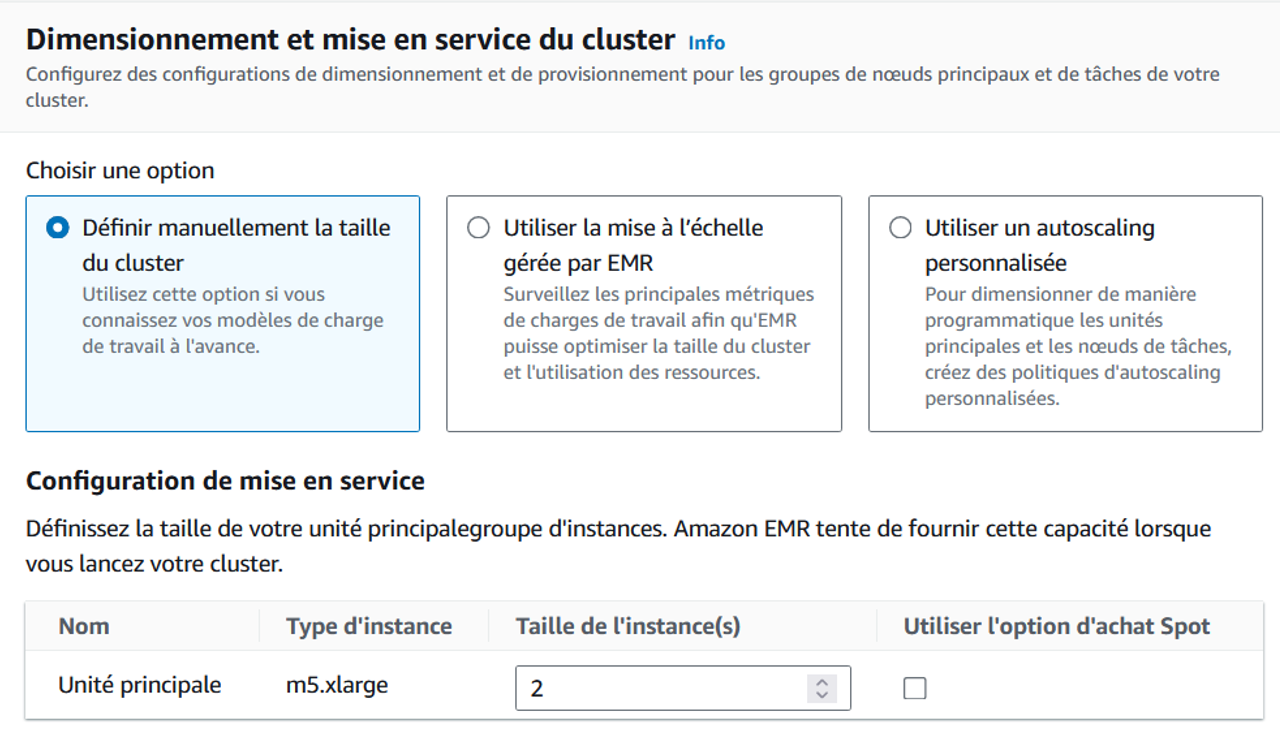 Dimensionnement et mise en service du cluster Info
Configurez des configurations de dimensionnement et de provisionnement pour les groupes de nœuds principaux et de tâches de votre
cluster.
Choisir une option
Définir manuellement la taille
du cluster
Utilisez cette option si vous
connaissez vos modèles de charge
de travail à l'avance.
Utiliser la mise à l’échelle
gérée par EMR
Surveillez les principales métriques
de charges de travail afin qu'EMR
puisse optimiser la taille du cluster
et l'utilisation des ressources.
Utiliser un autoscaling
personnalisée
Pour dimensionner de manière
programmatique les unités
principales et les nœuds de tâches,
créez des politiques d'autoscaling
personnalisées.
Configuration de mise en service
Définissez la taille de votre unité principalegroupe d'instances. Amazon EMR tente de fournir cette capacité lorsque
vous lancez votre cluster.
Nom Type d'instance Taille de l'instance(s) Utiliser l'option d'achat Spot
Unité principale m5.xlarge 2